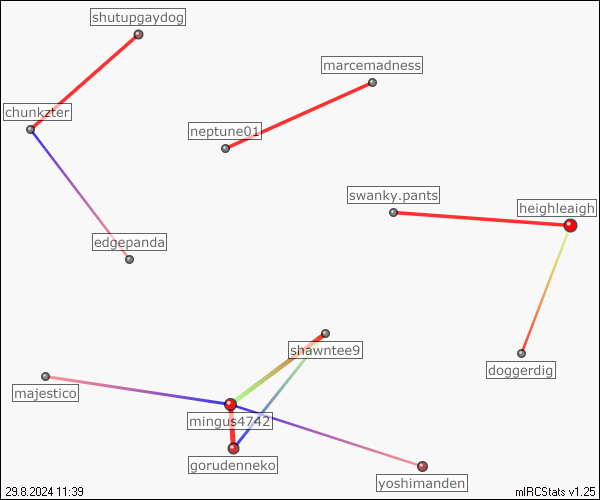 shutupgaydog
marcemadness
chunkzter
neptune01
swanky.pants
heighleaigh
edgepanda
shawntee9
doggerdig
majestico
mingus4742
gorudenneko
yoshimanden
29.8.2024 11:39
mIRCStats v1.25